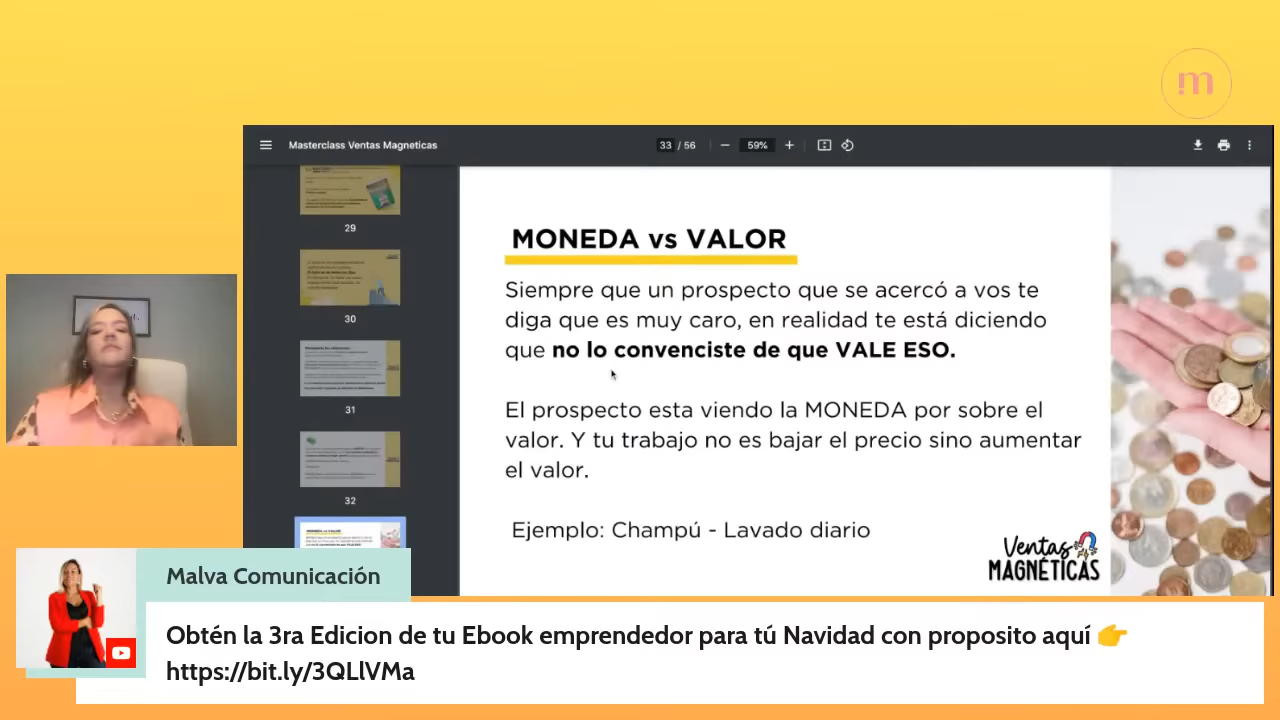 m
Masterclass Ventas Magneticas
33 / 56
59%
29
30
31
32
MONEDA vs VALOR
MONEDA vs VALOR
Siempre que un prospecto que se acercó a vos te
diga que es muy caro, en realidad te está diciendo
que no lo convenciste de que VALE ESO.
El prospecto esta viendo la MONEDA por sobre el
valor. Y tu trabajo no es bajar el precio sino aumentar
el valor.
Ejemplo: Champú - Lavado diario
Ventas
MAGNÉTICAS
Malva Comunicación
Obtén la 3ra Edicion de tu Ebook emprendedor para tú Navidad con proposito aquí 👉
https://bit.ly/3QLlVMa